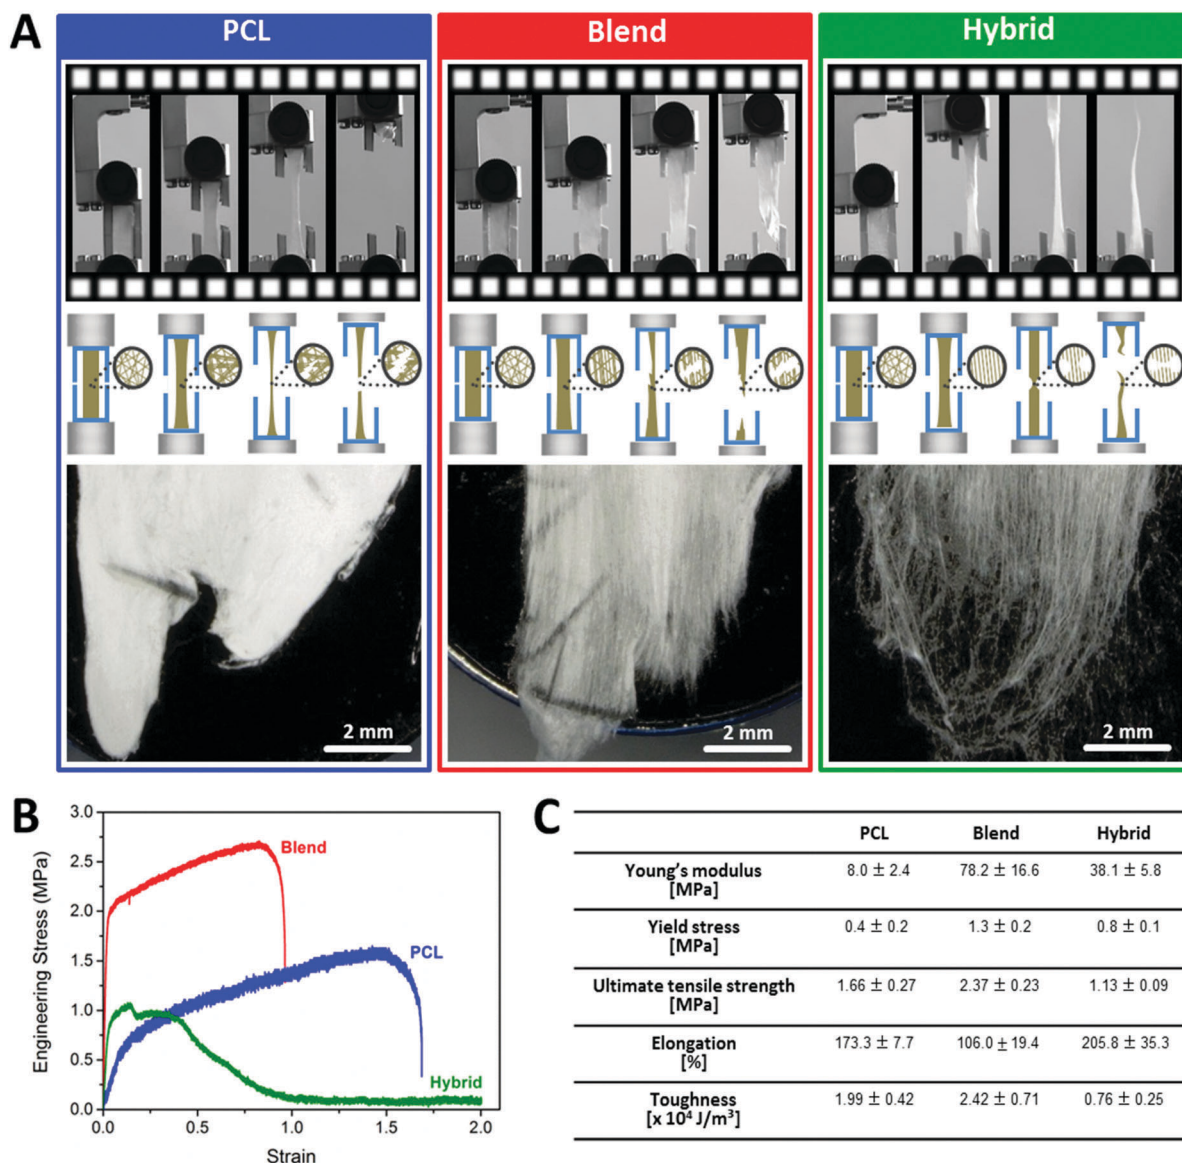 A
PCL
Blend
Hybrid
2 mm
2 mm
2 mm
B
3.0
2.5
2.0
1.5
1.0
0.5
0.0
Engineering Stress (MPa)
Blend
PCL
Hybrid
0.0 0.5 1.0 1.5 2.0
Strain
C
PCL Blend Hybrid
Young's modulus [MPa] 8.0 ± 2.4 78.2 ± 16.6 38.1 ± 5.8
Yield stress [MPa] 0.4 ± 0.2 1.3 ± 0.2 0.8 ± 0.1
Ultimate tensile strength [MPa] 1.66 ± 0.27 2.37 ± 0.23 1.13 ± 0.09
Elongation [%] 173.3 ± 7.7 106.0 ± 19.4 205.8 ± 35.3
Toughness [x 10⁴ J/m³] 1.99 ± 0.42 2.42 ± 0.71 0.76 ± 0.25